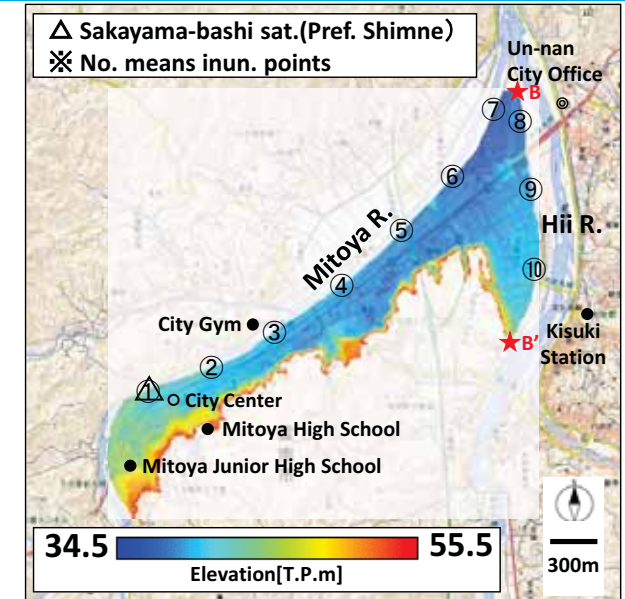 △ Sakayama-bashi sat.(Pref. Shimne）
※ No. means inun. points
Un-nan
City Office
B
⑦
⑧
⑥
⑨
Hii R.
⑤
Mitoya R.
④
⑩
City Gym
③
Kisuki
Station
B'
②
①
City Center
Mitoya High School
Mitoya Junior High School
34.5
55.5
Elevation[T.P.m]
300m